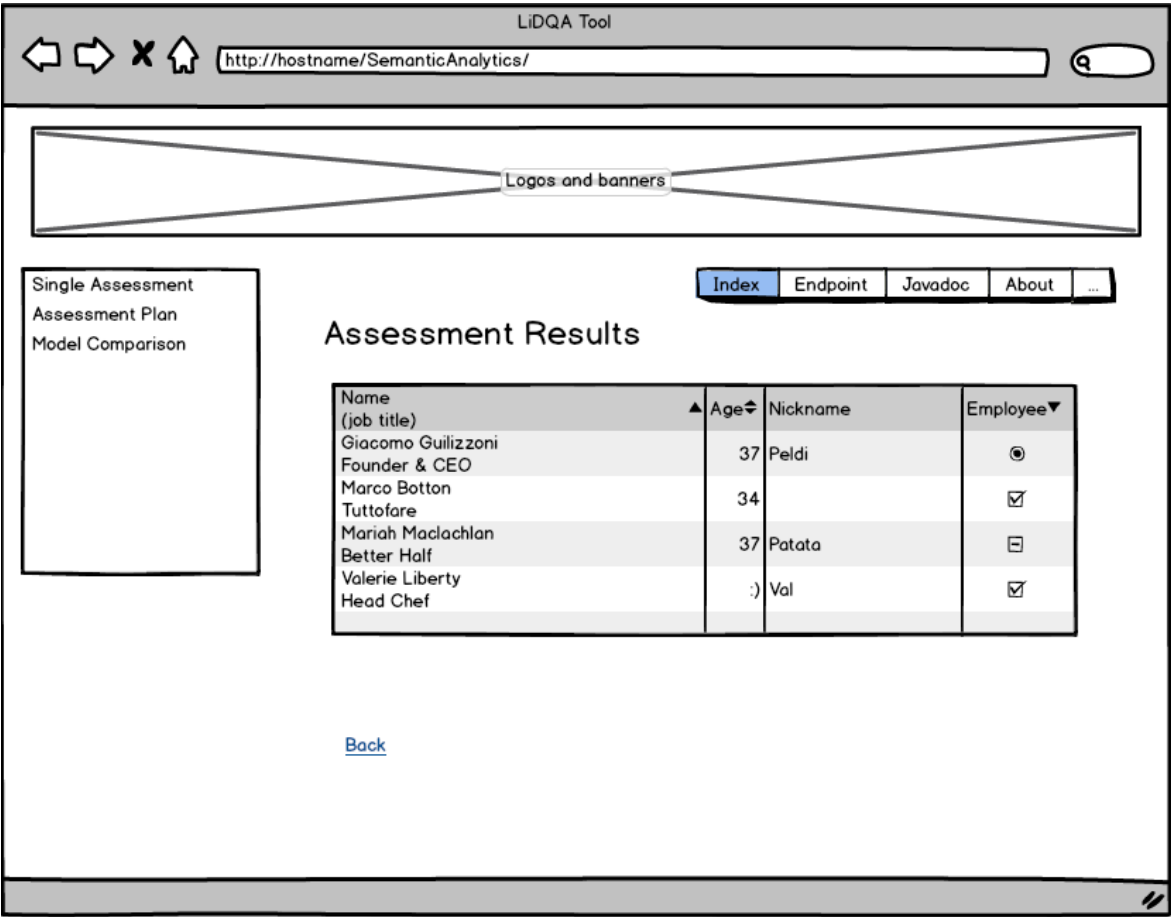 LiDQA Tool
http://hostname/SemanticAnalytics/
Logos and banners
Single Assessment
Assessment Plan
Model Comparison
Index Endpoint Javadoc About ...
Assessment Results
Name
(job title)
Age Nickname Employee
Giacomo Guilizzoni
Founder & CEO
37 Peldi
Marco Botton
Tuttofare
34
Mariah Maclachlan
Better Half
37 Patata
Valerie Liberty
Head Chef
:) Val
Back